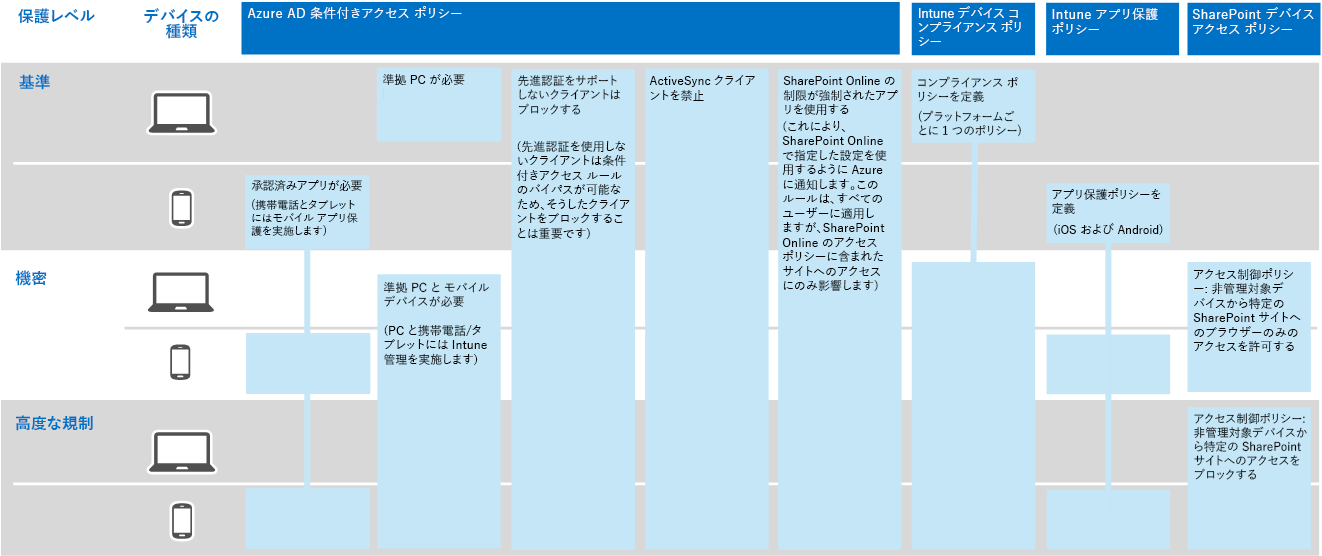 保護レベル
デバイスの
種類
Azure AD 条件付きアクセス ポリシー
Intune デバイス コ
ンプライアンス ポリ
シー
Intune アプリ保護
ポリシー
SharePoint デバイス
アクセス ポリシー
基準
準拠 PC が必要
先進認証をサポート
しないクライアントは
ブロックする
(先進認証を使用しな
いクライアントは条件
付きアクセス ルール
のバイパスが可能な
ため、そうしたクライア
ントをブロックするこ
とは重要です)
ActiveSync クライア
ントを禁止
SharePoint Online の
制限が強制されたアプ
リを使用する
(これにより、
SharePoint Online
で指定した設定を使
用するように Azure
に通知します。この
ルールは、すべての
ユーザーに適用し
ますが、SharePoint
Online のアクセス
ポリシーに含まれた
サイトへのアクセス
にのみ影響します)
コンプライアンス ポ
リシーを定義
(プラットフォームご
とに 1 つのポリシー)
承認済みアプリが必要
(携帯電話とタブレット
にはモバイル アプリ保
護を実施します)
アプリ保護ポリシーを
定義
(iOS および Android)
機密
準拠 PC と モバイル
デバイスが必要
(PC と携帯電話/タ
ブレットには Intune
管理を実施します)
アクセス制御ポリシ
ー: 非管理対象デ
バイスから特定の
SharePoint サイトへ
のブラウザーのみの
アクセスを許可する
高度な規制
アクセス制御ポリシー:
非管理対象デバイスか
ら特定の SharePoint
サイトへのアクセスを
ブロックする